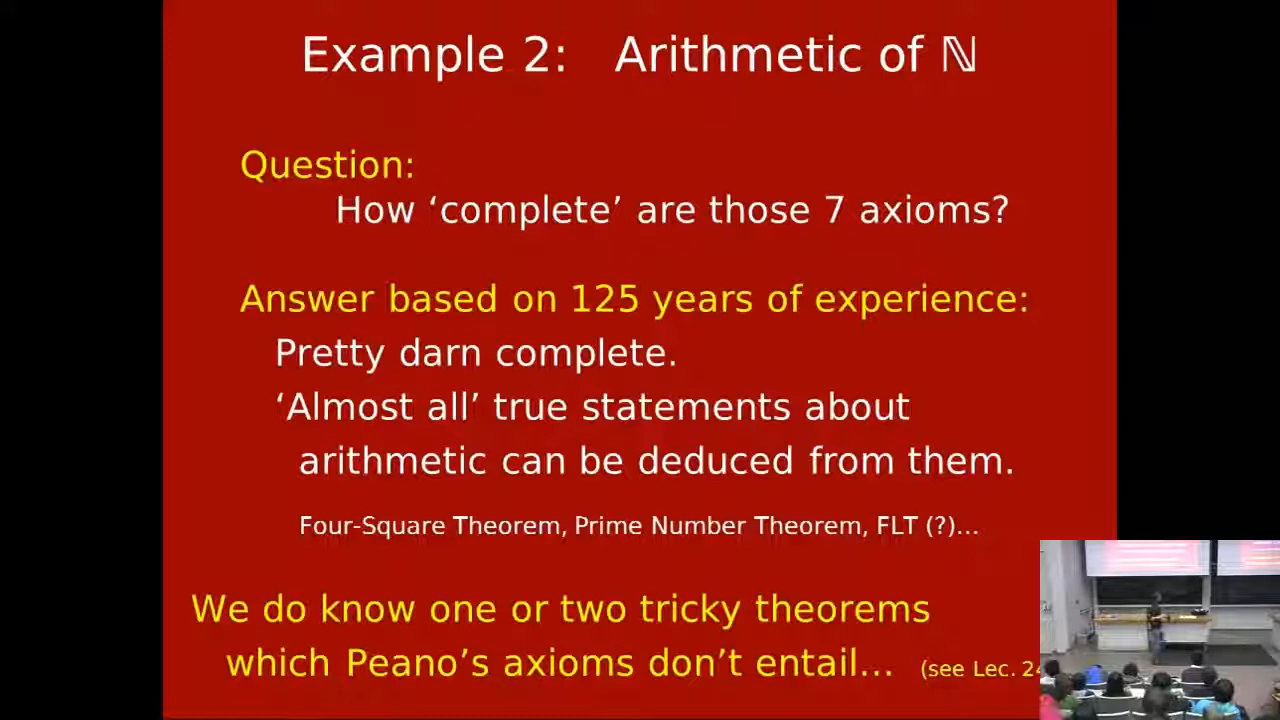 Example 2: Arithmetic of ℕ
Question:
How ‘complete’ are those 7 axioms?
Answer based on 125 years of experience:
Pretty darn complete.
‘Almost all’ true statements about
arithmetic can be deduced from them.
Four-Square Theorem, Prime Number Theorem, FLT (?)…
We do know one or two tricky theorems
which Peano’s axioms don’t entail… (see Lec.